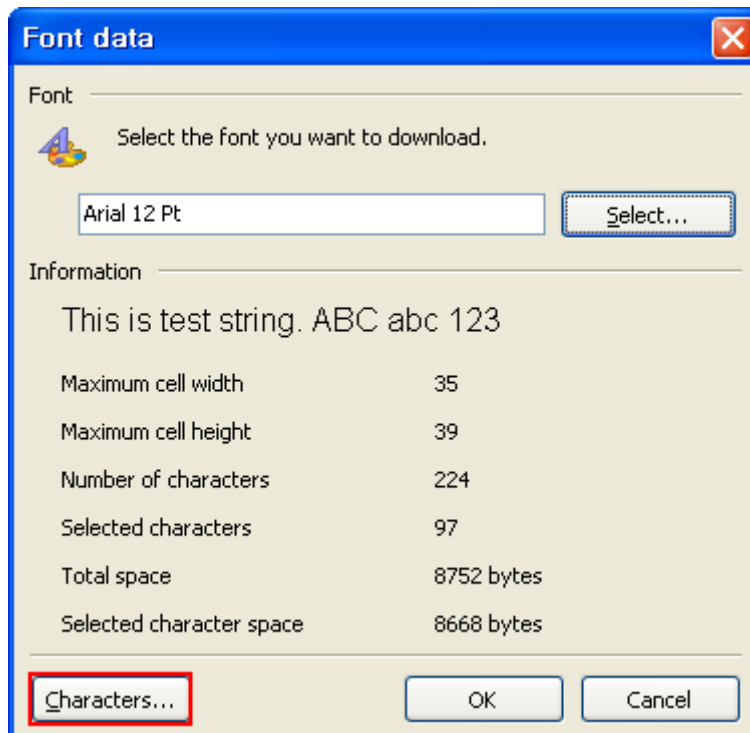 Font data
Font
Select the font you want to download.
Arial 12 Pt
Select...
Information
This is test string. ABC abc 123
Maximum cell width 35
Maximum cell height 39
Number of characters 224
Selected characters 97
Total space 8752 bytes
Selected character space 8668 bytes
Characters... OK Cancel